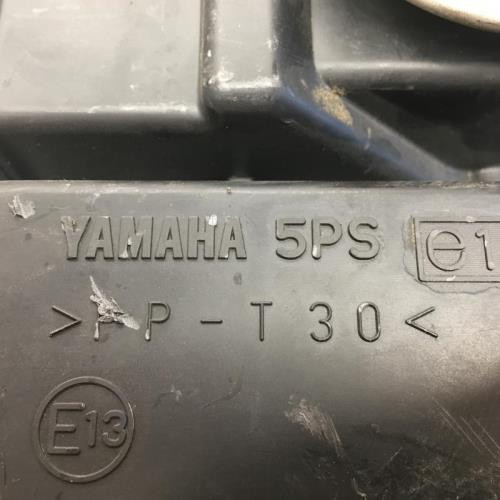 YAMAHA 5PS e1
>PP-T30<
E13